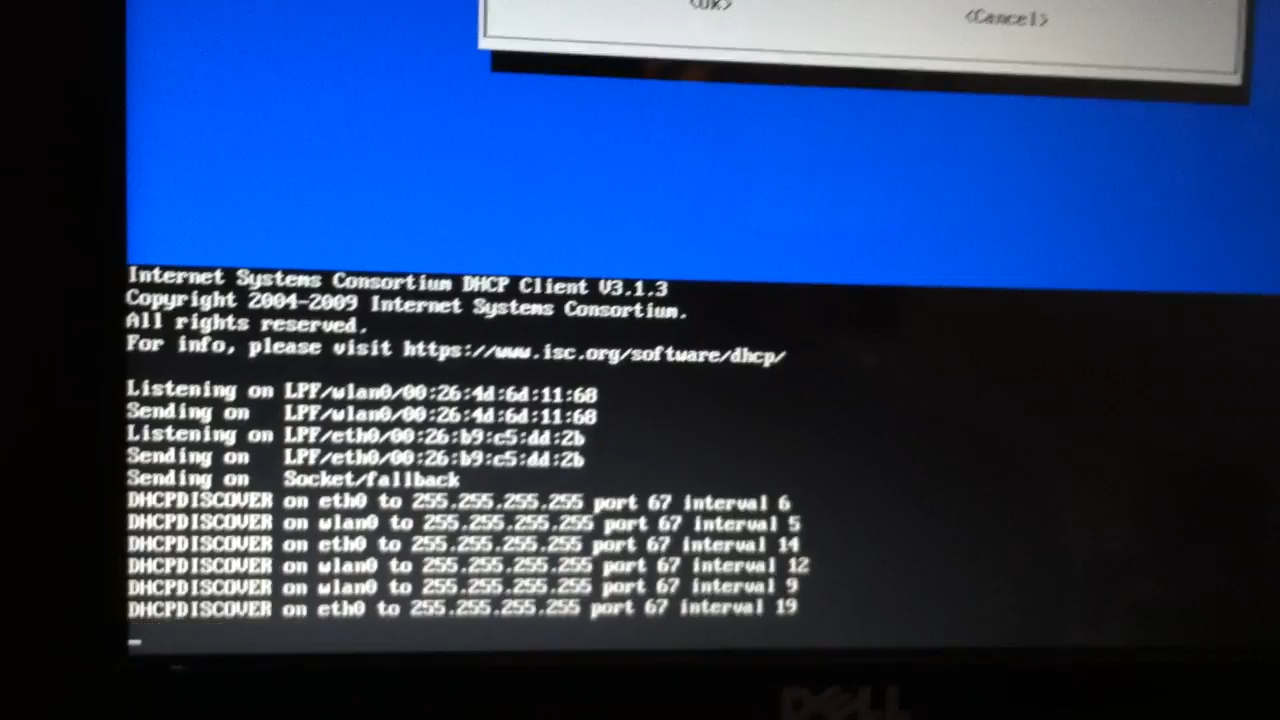 <Ok>
<Cancel>
Internet Systems Consortium DHCP Client V3.1.3
Copyright 2004-2009 Internet Systems Consortium.
All rights reserved.
For info, please visit https://www.isc.org/software/dhcp/
Listening on LPF/wlan0/00:26:4d:6d:11:68
Sending on   LPF/wlan0/00:26:4d:6d:11:68
Listening on LPF/eth0/00:26:b9:c5:dd:2b
Sending on   LPF/eth0/00:26:b9:c5:dd:2b
Sending on   Socket/fallback
DHCPDISCOVER on eth0 to 255.255.255.255 port 67 interval 6
DHCPDISCOVER on wlan0 to 255.255.255.255 port 67 interval 5
DHCPDISCOVER on eth0 to 255.255.255.255 port 67 interval 14
DHCPDISCOVER on wlan0 to 255.255.255.255 port 67 interval 12
DHCPDISCOVER on wlan0 to 255.255.255.255 port 67 interval 9
DHCPDISCOVER on eth0 to 255.255.255.255 port 67 interval 19
DELL